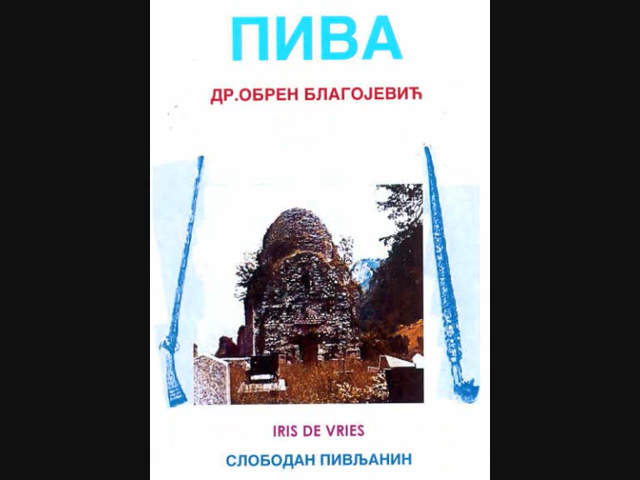 ПИВА
ДР.ОБРЕН БЛАГОЈЕВИЋ
IRIS DE VRIES
СЛОБОДАН ПИВЉАНИН